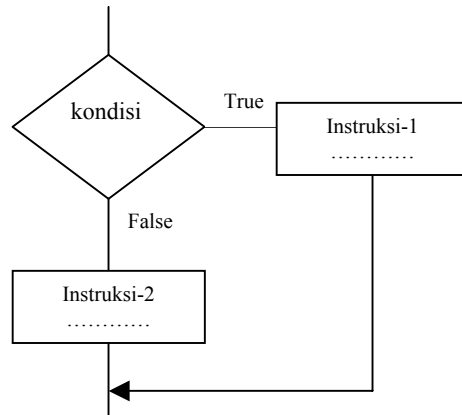 kondisi
True
Instruksi-1
…………
False
Instruksi-2
…………